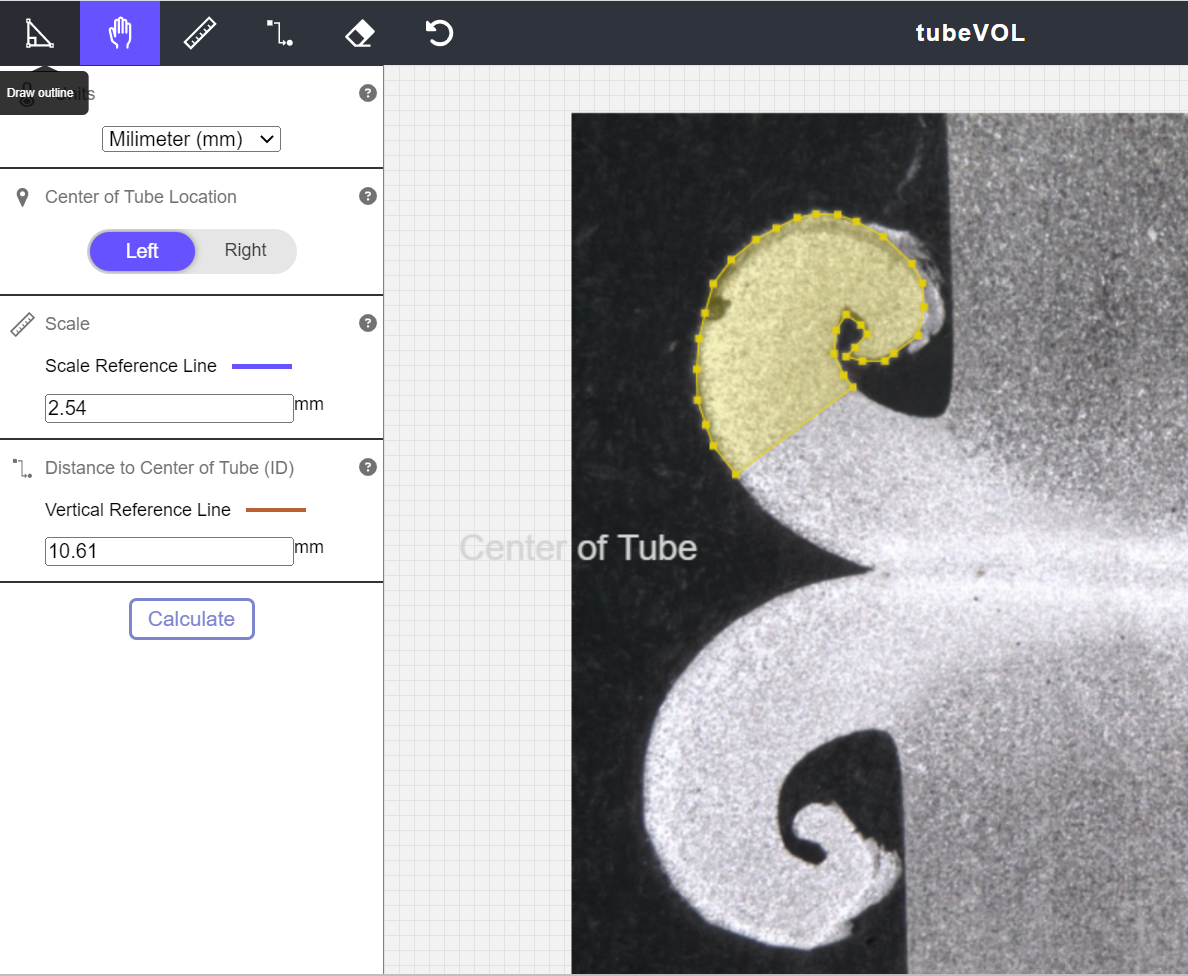 tubeVOL
Draw outline
Units
Milimeter (mm)
Center of Tube Location
Left
Right
Scale
Scale Reference Line
2.54
mm
Distance to Center of Tube (ID)
Vertical Reference Line
10.61
mm
Calculate
Center of Tube